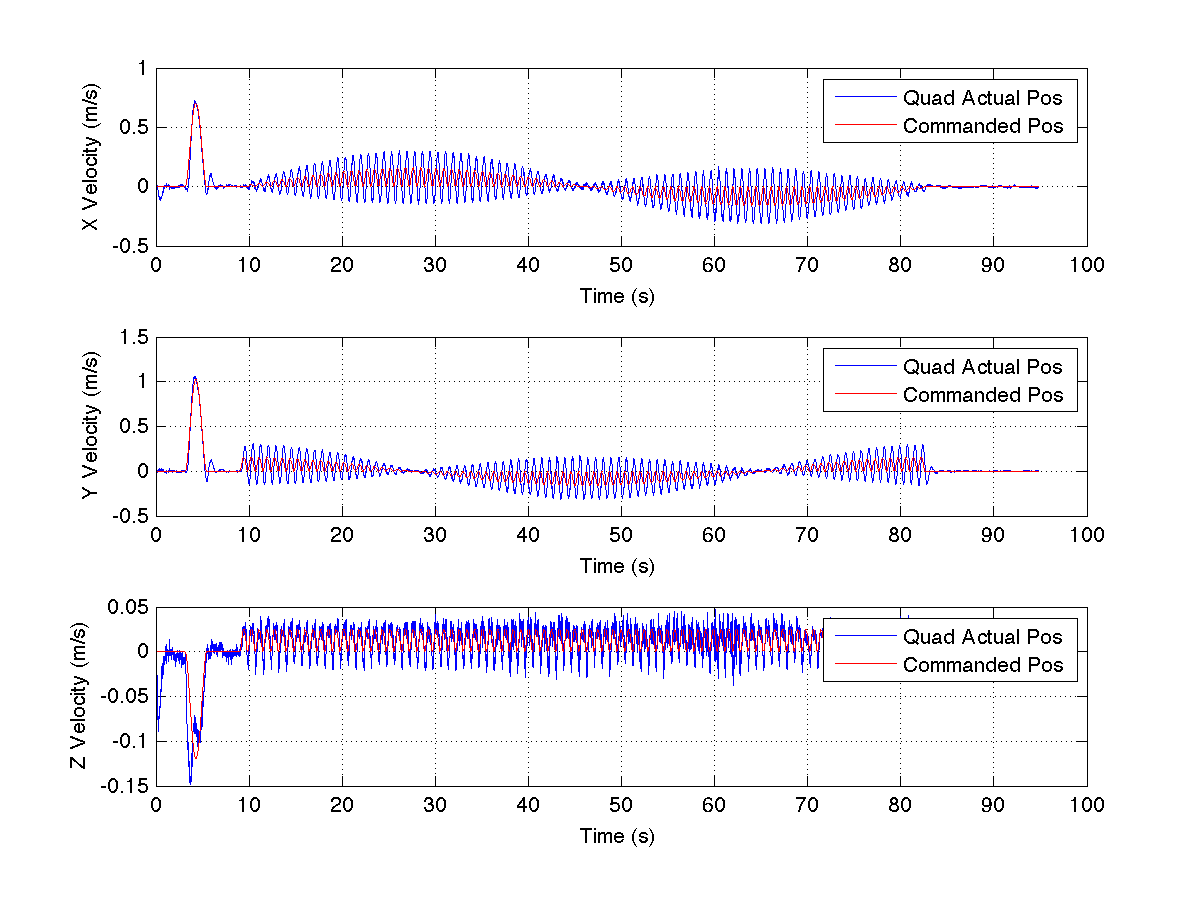 1
0.5
0
-0.5
X Velocity (m/s)
Quad Actual Pos
Commanded Pos
0 10 20 30 40 50 60 70 80 90 100
Time (s)
1.5
1
0.5
0
-0.5
Y Velocity (m/s)
Quad Actual Pos
Commanded Pos
0 10 20 30 40 50 60 70 80 90 100
Time (s)
0.05
0
-0.05
-0.1
-0.15
Z Velocity (m/s)
Quad Actual Pos
Commanded Pos
0 10 20 30 40 50 60 70 80 90 100
Time (s)